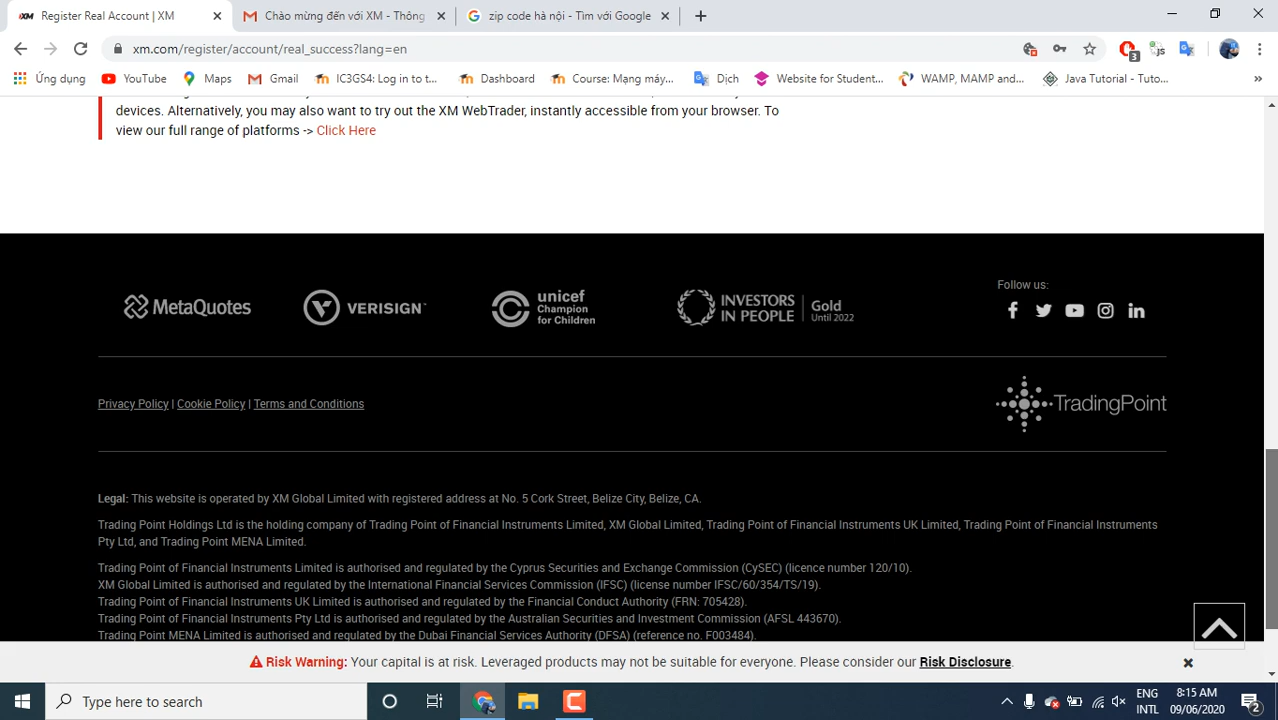 XM Register Real Account | XM
Chào mừng đến với XM - Thông
zip code hà nội - Tìm với Google
xm.com/register/account/real_success?lang=en
3
Ứng dụng
YouTube
Maps
Gmail
IC3GS4: Log in to t...
Dashboard
Course: Mạng máy...
Dịch
Website for Student...
WAMP, MAMP and...
Java Tutorial - Tuto...
»
devices. Alternatively, you may also want to try out the XM WebTrader, instantly accessible from your browser. To
view our full range of platforms -> Click Here
MetaQuotes
VERISIGN™
unicef
Champion
for Children
INVESTORS
IN PEOPLE
Gold
Until 2022
Follow us:
Privacy Policy | Cookie Policy | Terms and Conditions
TradingPoint
Legal: This website is operated by XM Global Limited with registered address at No. 5 Cork Street, Belize City, Belize, CA.
Trading Point Holdings Ltd is the holding company of Trading Point of Financial Instruments Limited, XM Global Limited, Trading Point of Financial Instruments UK Limited, Trading Point of Financial Instruments
Pty Ltd, and Trading Point MENA Limited.
Trading Point of Financial Instruments Limited is authorised and regulated by the Cyprus Securities and Exchange Commission (CySEC) (licence number 120/10).
XM Global Limited is authorised and regulated by the International Financial Services Commission (IFSC) (license number IFSC/60/354/TS/19).
Trading Point of Financial Instruments UK Limited is authorised and regulated by the Financial Conduct Authority (FRN: 705428).
Trading Point of Financial Instruments Pty Ltd is authorised and regulated by the Australian Securities and Investment Commission (AFSL 443670).
Trading Point MENA Limited is authorised and regulated by the Dubai Financial Services Authority (DFSA) (reference no. F003484).
Risk Warning: Your capital is at risk. Leveraged products may not be suitable for everyone. Please consider our Risk Disclosure.
Type here to search
ENG
INTL
8:15 AM
09/06/2020
2